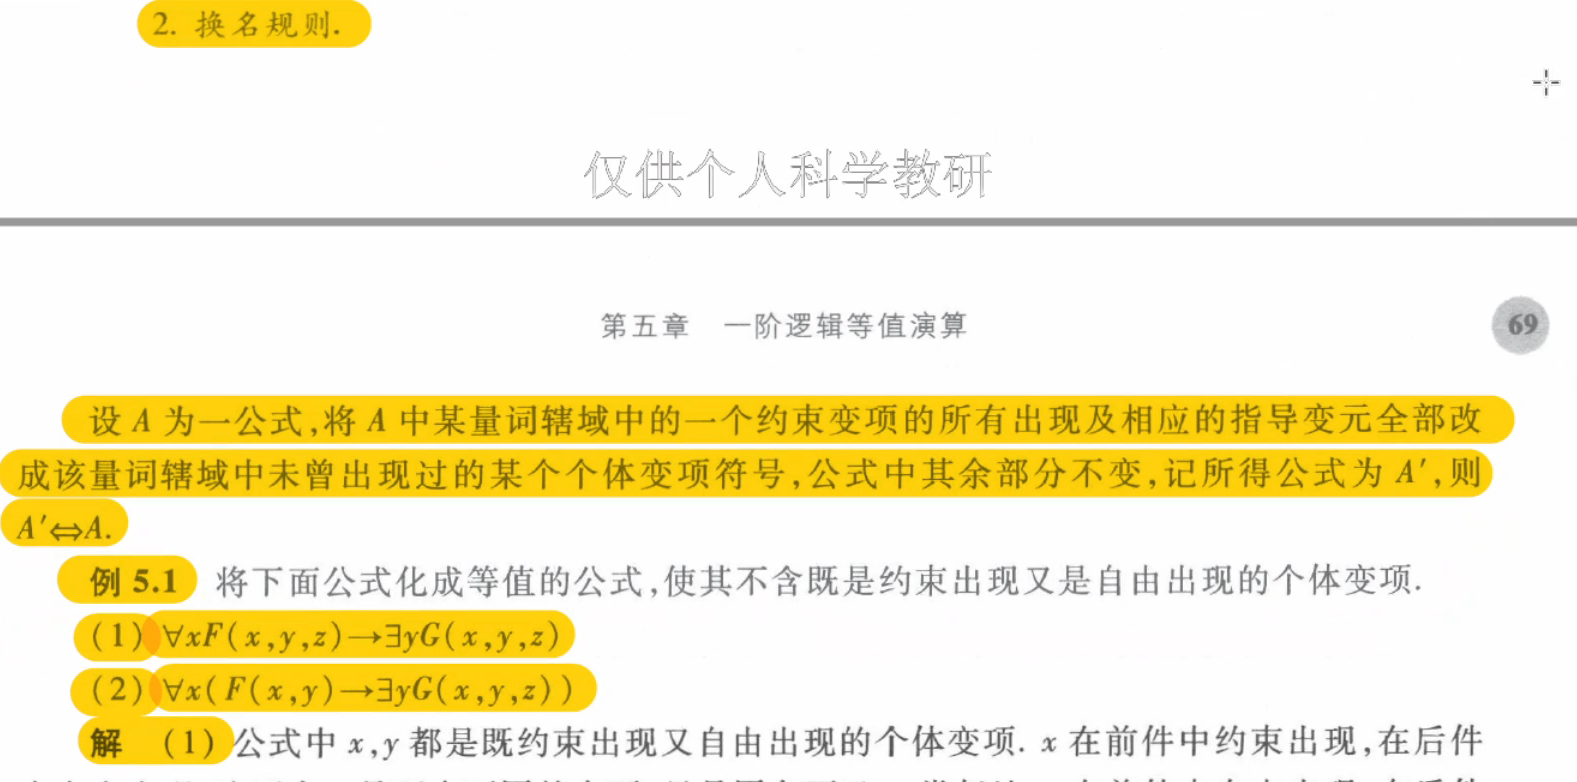 2. 换名规则.
仅供个人科学教研
第五章 一阶逻辑等值演算
69
设 A 为一公式,将 A 中某量词辖域中的一个约束变项的所有出现及相应的指导变元全部改
成该量词辖域中未曾出现过的某个个体变项符号,公式中其余部分不变,记所得公式为 A′,则
A′⇔A.
例 5.1 将下面公式化成等值的公式,使其不含既是约束出现又是自由出现的个体变项.
(1) ∀xF(x,y,z)→∃yG(x,y,z)
(2) ∀x(F(x,y)→∃yG(x,y,z))
解 (1) 公式中 x,y 都是既约束出现又自由出现的个体变项. x 在前件中约束出现,在后件